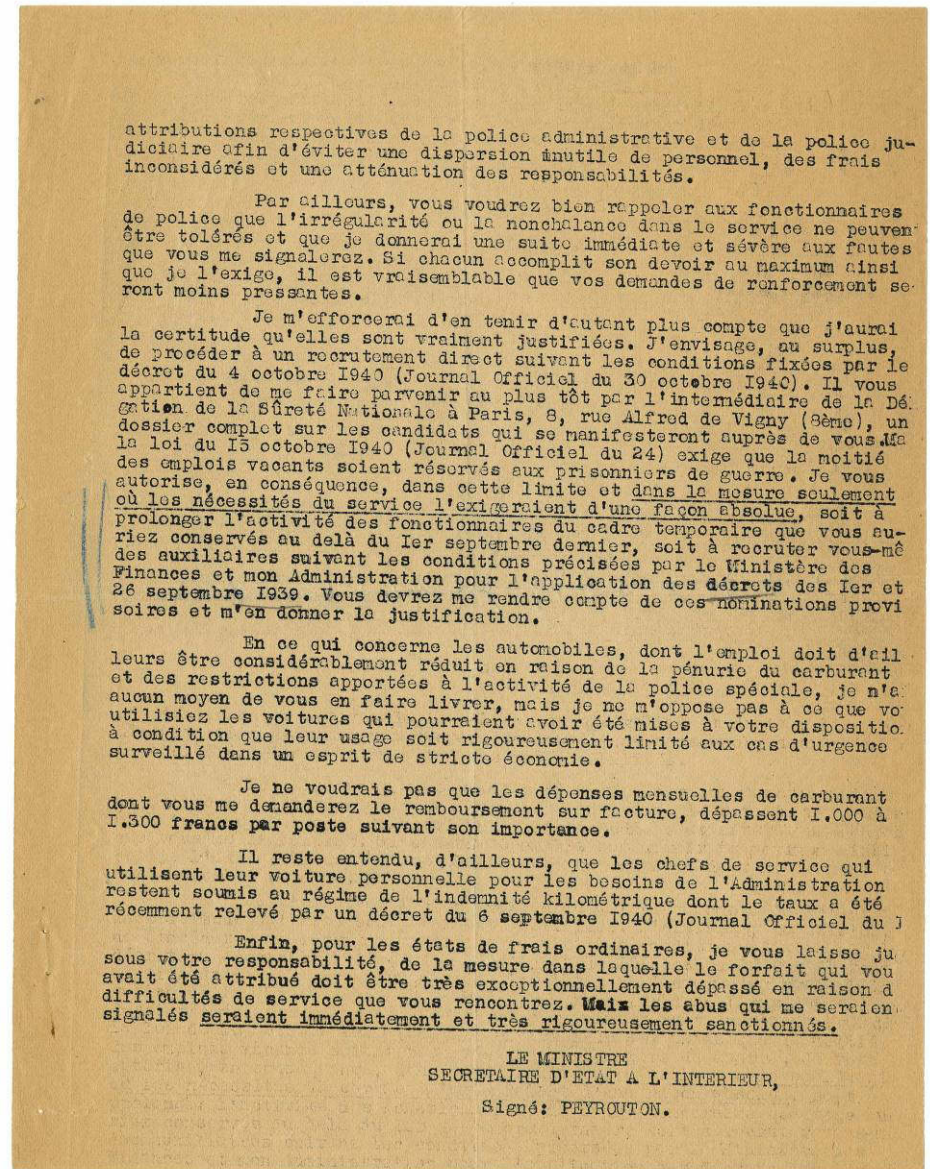 attributions respectives de la police administrative et de la police ju-
diciaire afin d'éviter une dispersion inutile de personnel, des frais
inconsidérés et une atténuation des responsabilités.
Par ailleurs, vous voudrez bien rappeler aux fonctionnaires
de police que l'irrégularité ou la nonchalance dans le service ne peuven
être tolérés et que je donnerai une suite immédiate et sévère aux fautes
que vous me signalerez. Si chacun accomplit son devoir au maximum ainsi
que je l'exige, il est vraisemblable que vos demandes de renforcement se-
ront moins pressantes.
Je m'efforcerai d'en tenir d'autant plus compte que j'aurai
la certitude qu'elles sont vraiment justifiées. J'envisage, au surplus,
de procéder à un recrutement direct suivant les conditions fixées par le
décret du 4 octobre I940 (Journal Officiel du 30 octobre I940). Il vous
appartient de me faire parvenir au plus tôt par l'intermédiaire de la Dé
gation de la Sûreté Nationale à Paris, 8, rue Alfred de Vigny (8ème), un
dossier complet sur les candidats qui se manifesteront auprès de vous.Ma
la loi du I3 octobre I940 (Journal Officiel du 24) exige que la moitié
des emplois vacants soient réservés aux prisonniers de guerre. Je vous
autorise, en conséquence, dans cette limite et dans la mesure seulement
où les nécessités du service l'exigeraient d'une façon absolue, soit à
prolonger l'activité des fonctionnaires du cadre temporaire que vous au-
riez conservés au delà du Ier septembre dernier, soit à recruter vous-mê
des auxiliaires suivant les conditions précisées par le Ministère des
Finances et mon Administration pour l'application des décrets des Ier et
26 septembre I939. Vous devrez me rendre compte de ces nominations provi
soires et m'en donner la justification.
En ce qui concerne les automobiles, dont l'emploi doit d'ail
leurs être considérablement réduit en raison de la pénurie du carburant
et des restrictions apportées à l'activité de la police spéciale, je n'a
aucun moyen de vous en faire livrer, mais je ne m'oppose pas à ce que vo
utilisiez les voitures qui pourraient avoir été mises à votre dispositio
à condition que leur usage soit rigoureusement limité aux cas d'urgence
surveillé dans un esprit de stricte économie.
Je ne voudrais pas que les dépenses mensuelles de carburant
dont vous me demanderez le remboursement sur facture, dépassent I.000 à
I.300 francs par poste suivant son importance.
Il reste entendu, d'ailleurs, que les chefs de service qui
utilisent leur voiture personnelle pour les besoins de l'Administration
restent soumis au régime de l'indemnité kilométrique dont le taux a été
récemment relevé par un décret du 6 septembre I940 (Journal Officiel du
Enfin, pour les états de frais ordinaires, je vous laisse ju
sous votre responsabilité, de la mesure dans laquelle le forfait qui vou
avait été attribué doit être très exceptionnellement dépassé en raison d
difficultés de service que vous rencontrez. Mais les abus qui me seraien
signalés seraient immédiatement et très rigoureusement sanctionnés.
LE MINISTRE
SECRETAIRE D'ETAT A L'INTERIEUR,
Signé: PEYROUTON.